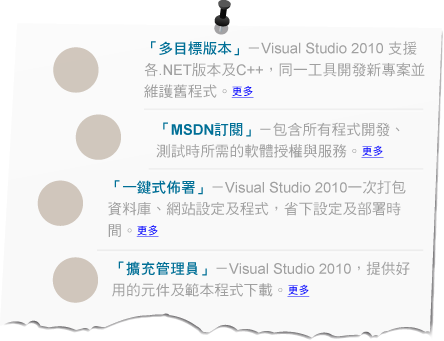 「多目標版本」－Visual Studio 2010 支援
各.NET版本及C++，同一工具開發新專案並
維護舊程式。更多
「MSDN訂閱」－包含所有程式開發、
測試時所需的軟體授權與服務。更多
「一鍵式佈署」－Visual Studio 2010一次打包
資料庫、網站設定及程式，省下設定及部署時
間。更多
「擴充管理員」－Visual Studio 2010，提供好
用的元件及範本程式下載。更多